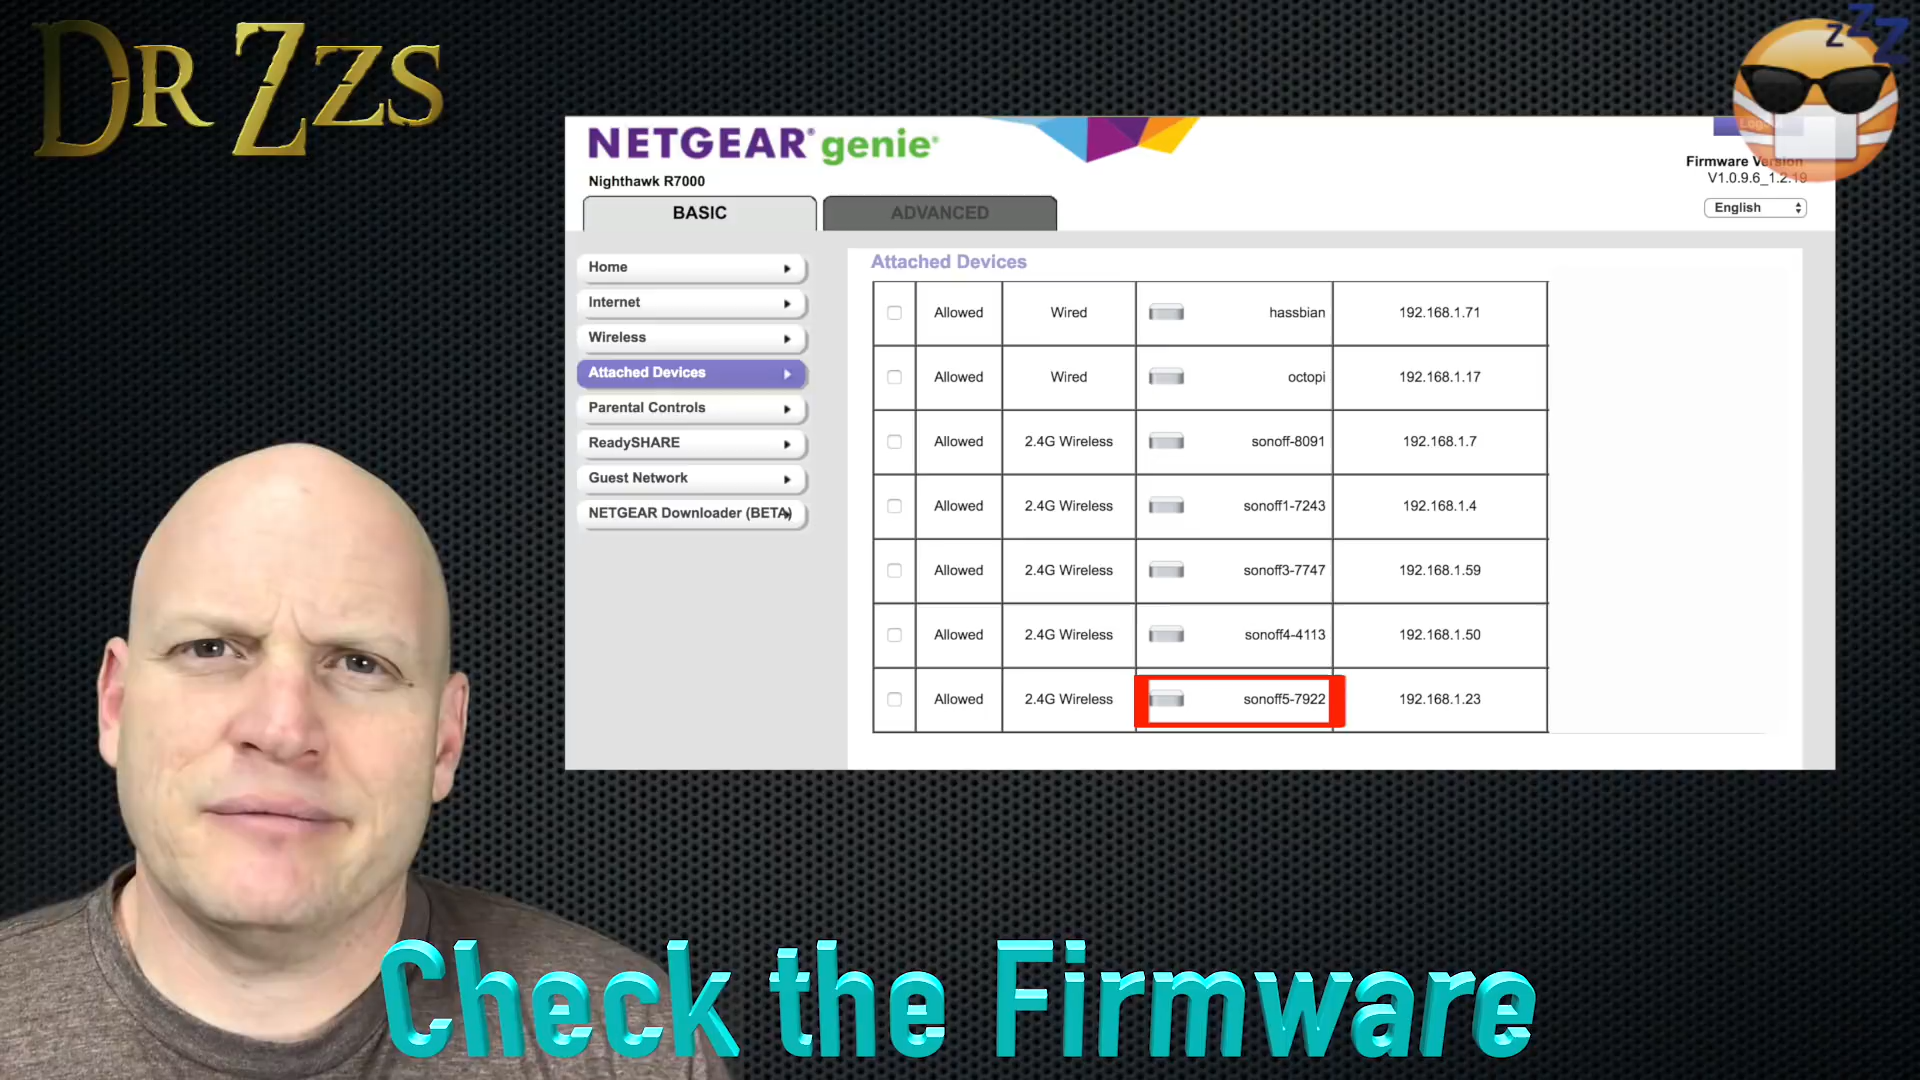 DR ZZS
zZZ
NETGEAR® genie®
Nighthawk R7000
Firmware Version
V1.0.9.6_1.2.19
English
BASIC
ADVANCED
Home
Internet
Wireless
Attached Devices
Parental Controls
ReadySHARE
Guest Network
NETGEAR Downloader (BETA)
Attached Devices
Allowed Wired hassbian 192.168.1.71
Allowed Wired octopi 192.168.1.17
Allowed 2.4G Wireless sonoff-8091 192.168.1.7
Allowed 2.4G Wireless sonoff1-7243 192.168.1.4
Allowed 2.4G Wireless sonoff3-7747 192.168.1.59
Allowed 2.4G Wireless sonoff4-4113 192.168.1.50
Allowed 2.4G Wireless sonoff5-7922 192.168.1.23
Check the Firmware